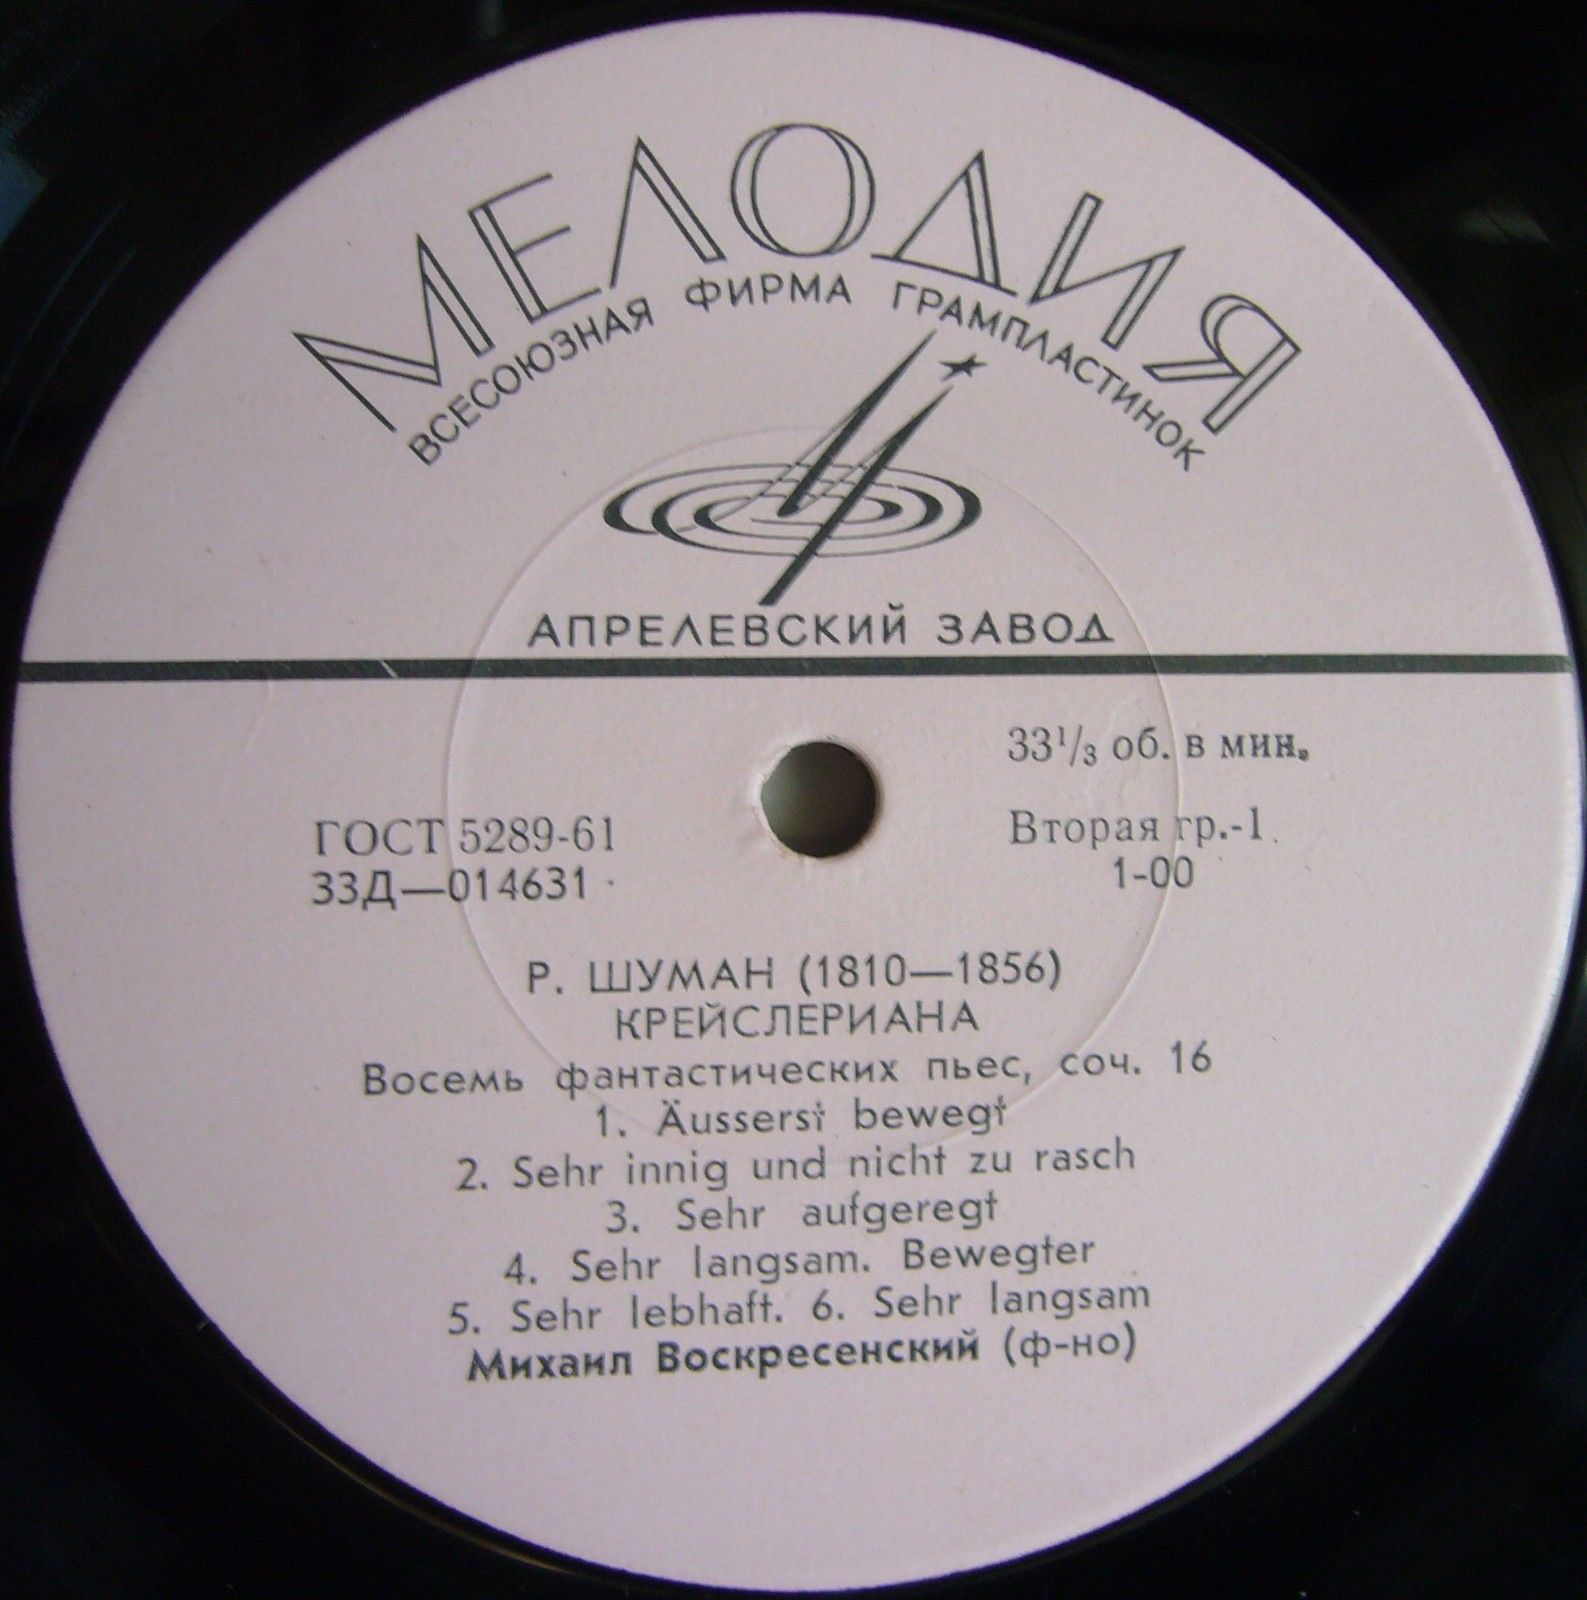 МЕЛОДИЯ
ВСЕСОЮЗНАЯ ФИРМА ГРАМПЛАСТИНОК
АПРЕЛЕВСКИЙ ЗАВОД
33¹/₃ об. в мин.
ГОСТ 5289-61
Вторая гр.-1
33Д—014631
1-00
Р. ШУМАН (1810—1856)
КРЕЙСЛЕРИАНА
Восемь фантастических пьес, соч. 16
1. Äusserst bewegt
2. Sehr innig und nicht zu rasch
3. Sehr aufgeregt
4. Sehr langsam. Bewegter
5. Sehr lebhaft. 6. Sehr langsam
Михаил Воскресенский (ф-но)